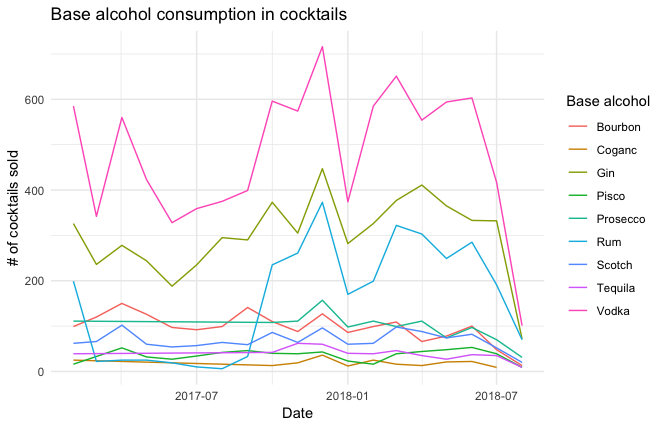 Base alcohol consumption in cocktails
# of cocktails sold
600
400
200
0
2017-07
2018-01
2018-07
Date
Base alcohol
Bourbon
Coganc
Gin
Pisco
Prosecco
Rum
Scotch
Tequila
Vodka